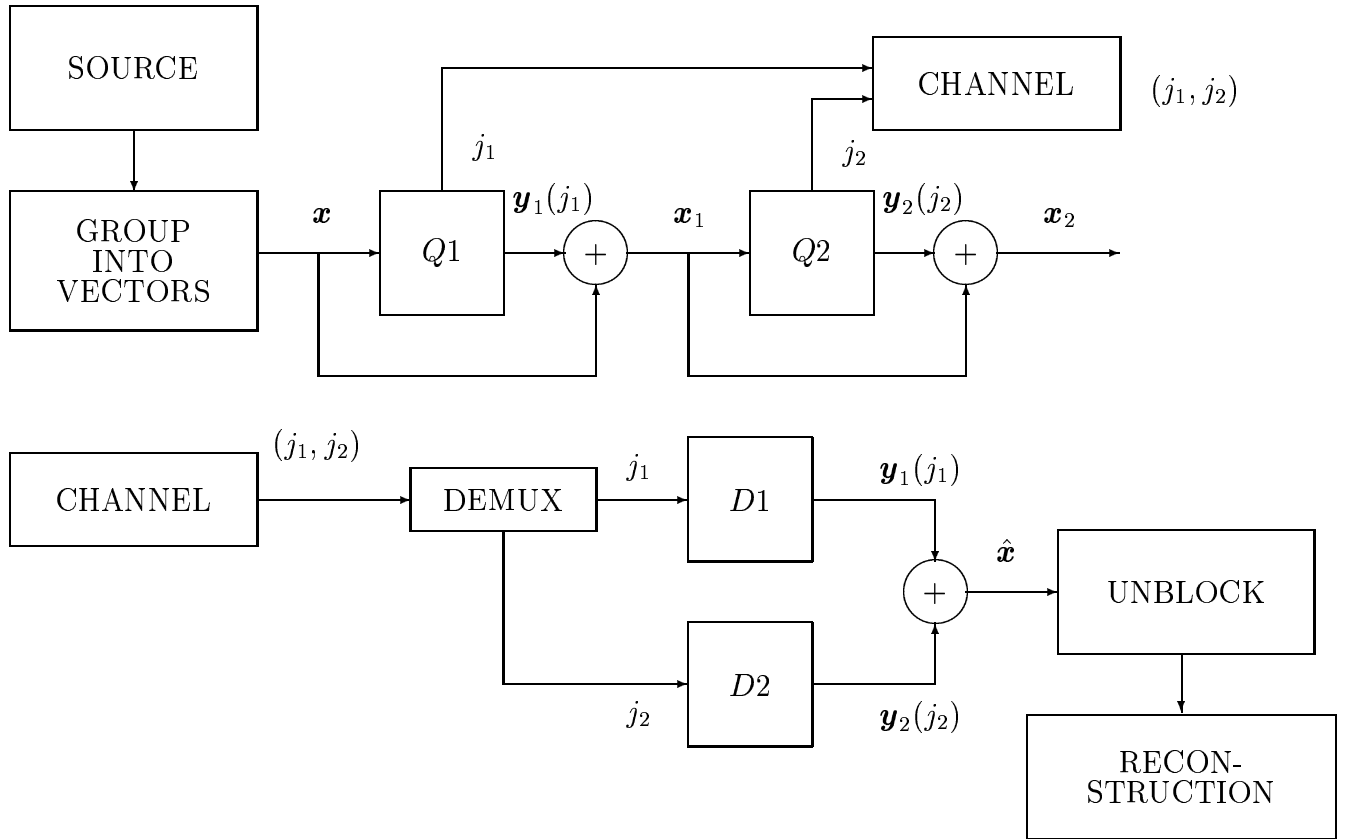 SOURCE
CHANNEL
(j₁, j₂)
j₁
j₂
GROUP
INTO
VECTORS
x
Q1
y₁(j₁)
+
x₁
Q2
y₂(j₂)
+
x₂
CHANNEL
(j₁, j₂)
DEMUX
j₁
D1
y₁(j₁)
+
x̂
UNBLOCK
j₂
D2
y₂(j₂)
RECON-
STRUCTION